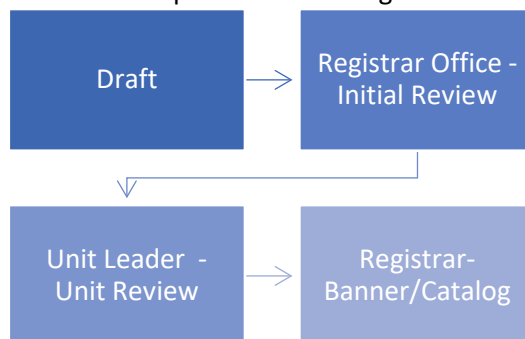 Draft
Registrar Office -
Initial Review
Unit Leader -
Unit Review
Registrar-
Banner/Catalog